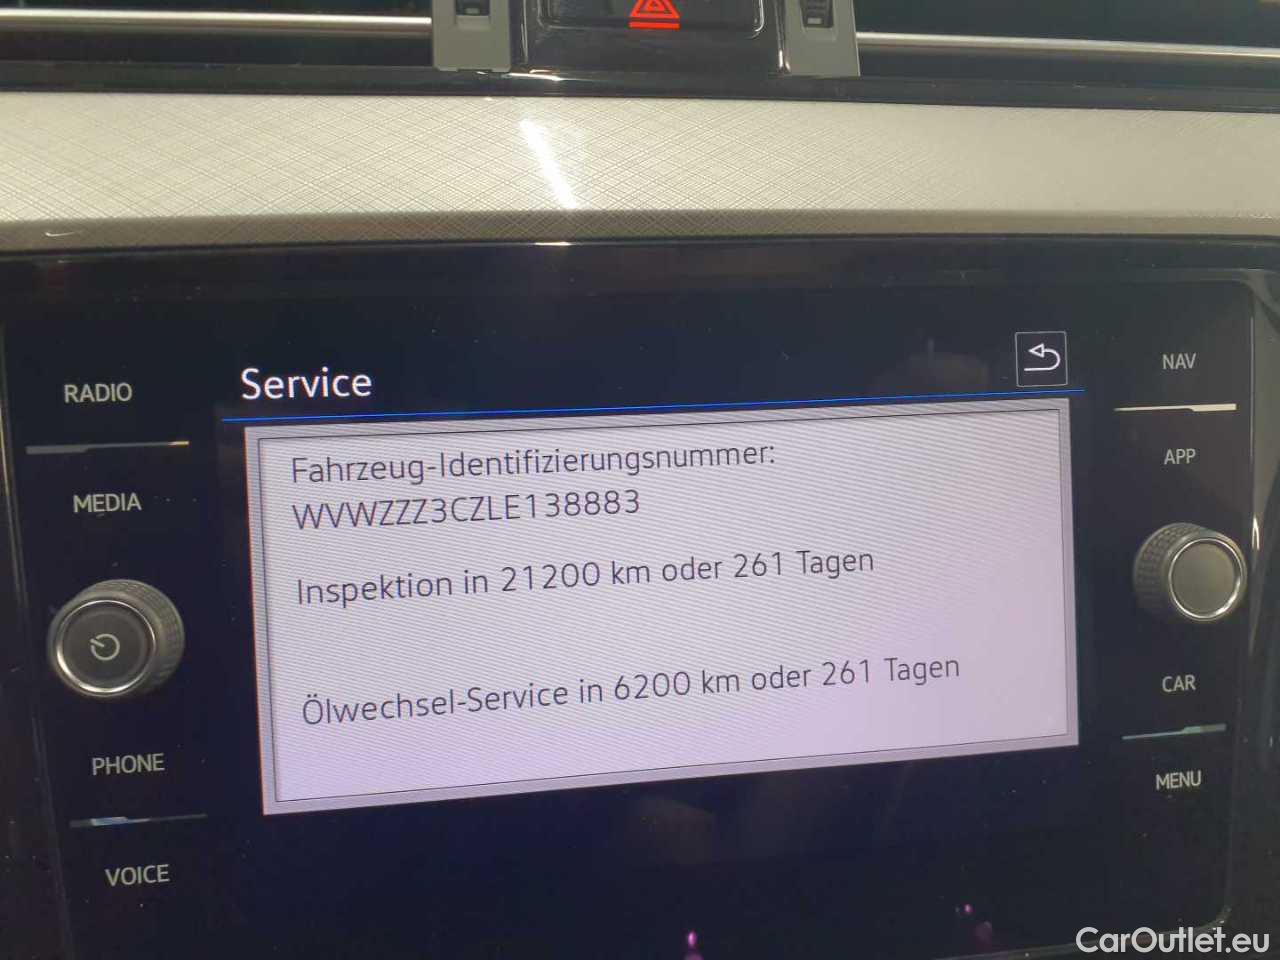 RADIO
MEDIA
PHONE
VOICE
Service
Fahrzeug-Identifizierungsnummer:
WVWZZZ3CZLE138883
Inspektion in 21200 km oder 261 Tagen
Ölwechsel-Service in 6200 km oder 261 Tagen
NAV
APP
CAR
MENU
CarOutlet.eu